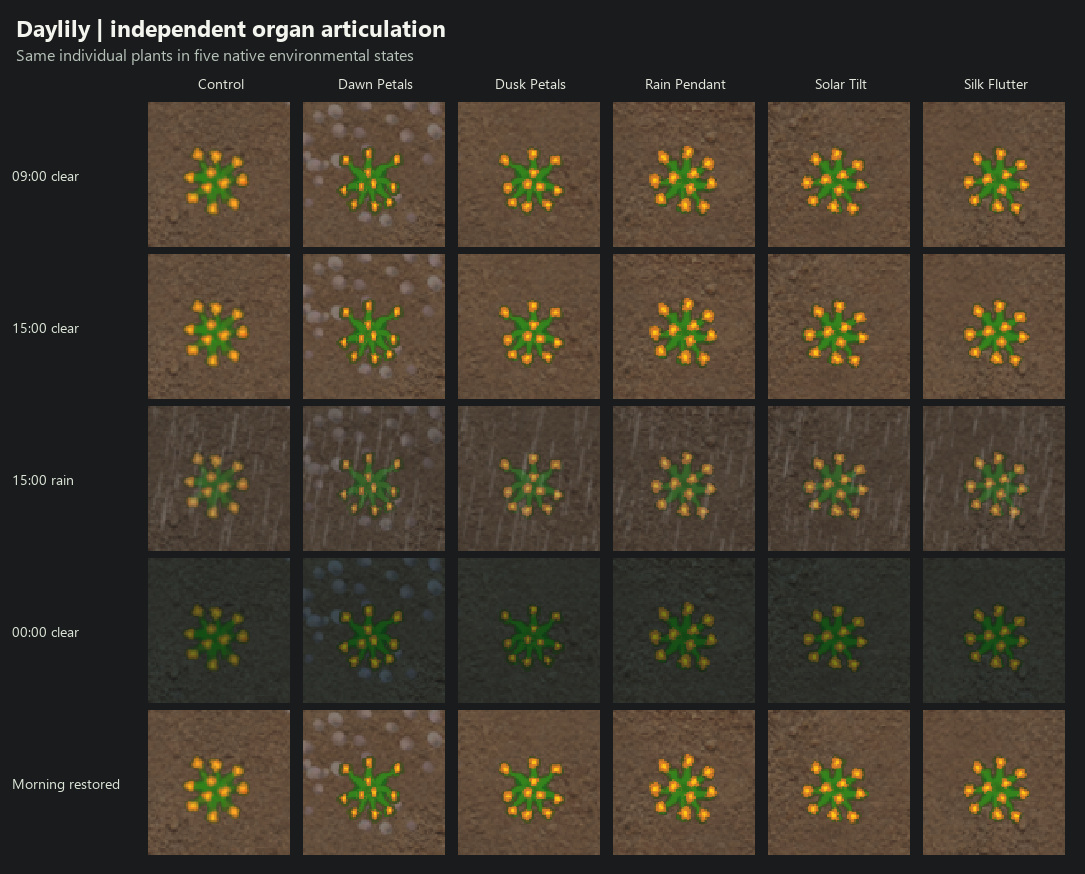 Daylily | independent organ articulation
Same individual plants in five native environmental states
Control Dawn Petals Dusk Petals Rain Pendant Solar Tilt Silk Flutter
09:00 clear
15:00 clear
15:00 rain
00:00 clear
Morning restored